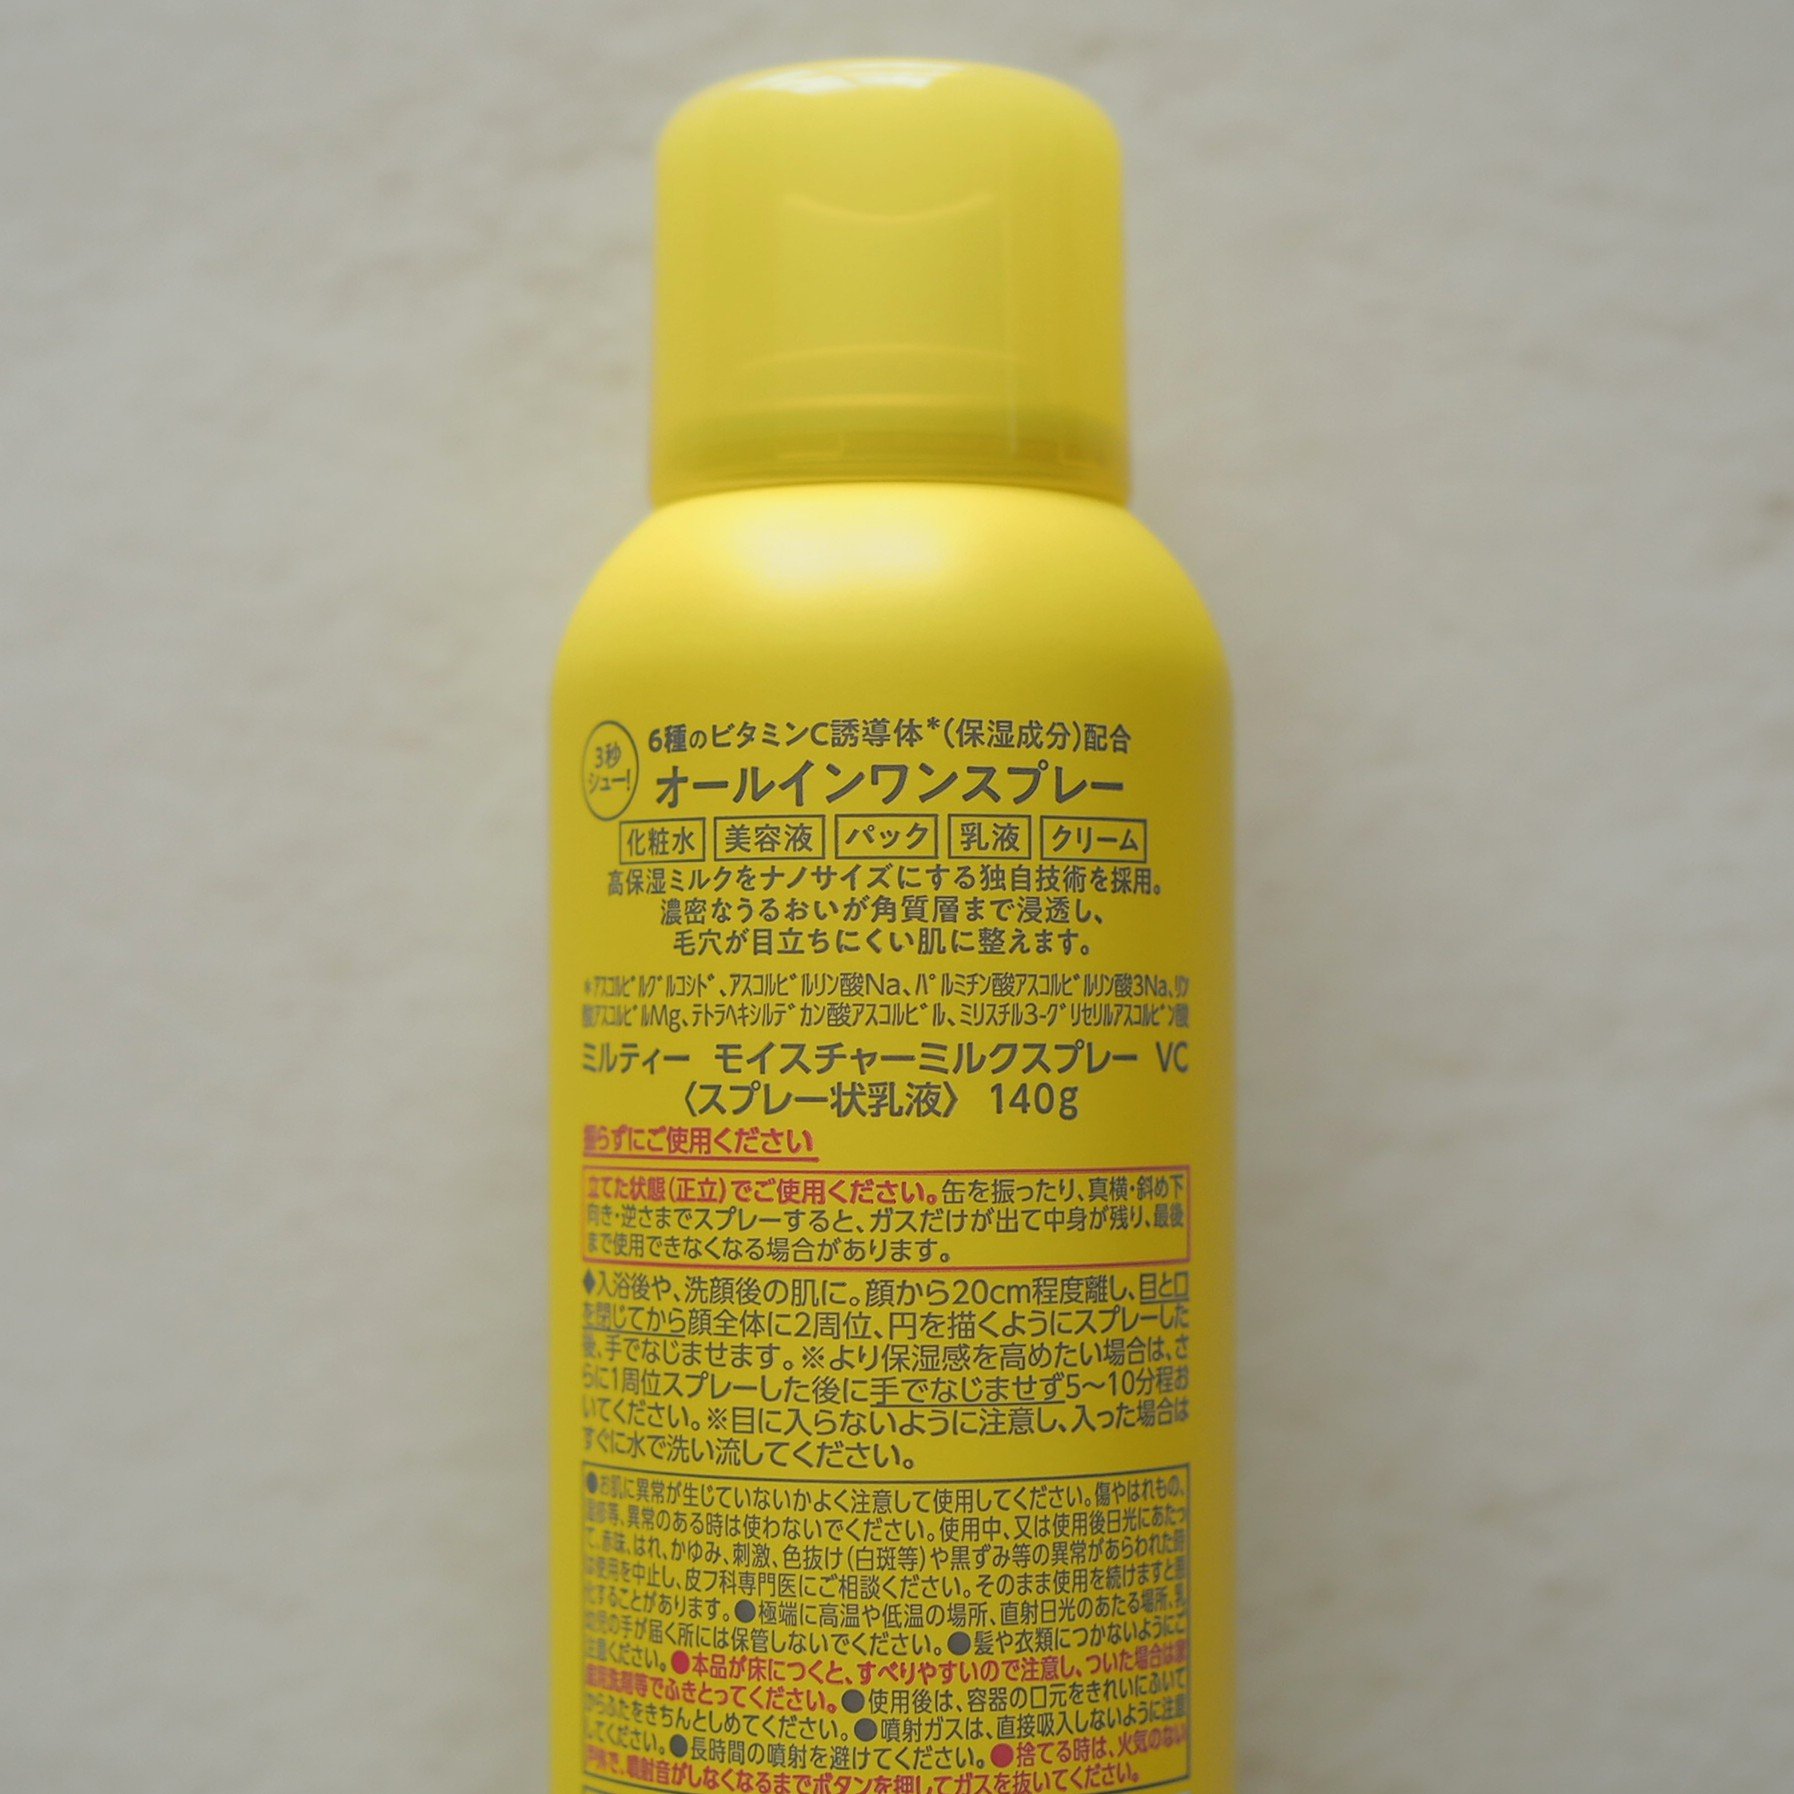 3秒
シュー!
6種のビタミンC誘導体*(保湿成分)配合
オールインワンスプレー
化粧水 美容液 パック 乳液 クリーム
高保湿ミルクをナノサイズにする独自技術を採用。
濃密なうるおいが角質層まで浸透し、
毛穴が目立ちにくい肌に整えます。
*アスコルビルグルコシド、アスコルビルリン酸Na、パルミチン酸アスコルビルリン酸3Na、リン
酸アスコルビルMg、テトラヘキシルデカン酸アスコルビル、ミリスチル3-グリセリルアスコルビン酸
ミルティー モイスチャーミルクスプレー VC
〈スプレー状乳液〉 140g
振らずにご使用ください
立てた状態(正立)でご使用ください。缶を振ったり、真横・斜め下
向き・逆さまでスプレーすると、ガスだけが出て中身が残り、最後
まで使用できなくなる場合があります。
◆入浴後や、洗顔後の肌に。顔から20cm程度離し、目と口
を閉じてから顔全体に2周位、円を描くようにスプレーした
後、手でなじませます。※より保湿感を高めたい場合は、さ
らに1周位スプレーした後に手でなじませず5〜10分程お
いてください。※目に入らないように注意し、入った場合は
すぐに水で洗い流してください。
●お肌に異常が生じていないかよく注意して使用してください。傷やはれもの、
湿疹等、異常のある時は使わないでください。使用中、又は使用後日光にあたっ
て、赤味、はれ、かゆみ、刺激、色抜け(白斑等)や黒ずみ等の異常があらわれた時
は使用を中止し、皮フ科専門医にご相談ください。そのまま使用を続けますと悪
化することがあります。●極端に高温や低温の場所、直射日光のあたる場所、乳
幼児の手が届く所には保管しないでください。●髪や衣類につかないようにご
注意ください。●本品が床につくと、すべりやすいので注意し、ついた場合は家
庭用洗剤等でふきとってください。●使用後は、容器の口元をきれいにふいて
からふたをきちんとしめてください。●噴射ガスは、直接吸入しないように注意
してください。●長時間の噴射を避けてください。●捨てる時は、火気のない
戸外で、噴射音がしなくなるまでボタンを押してガスを抜いてください。